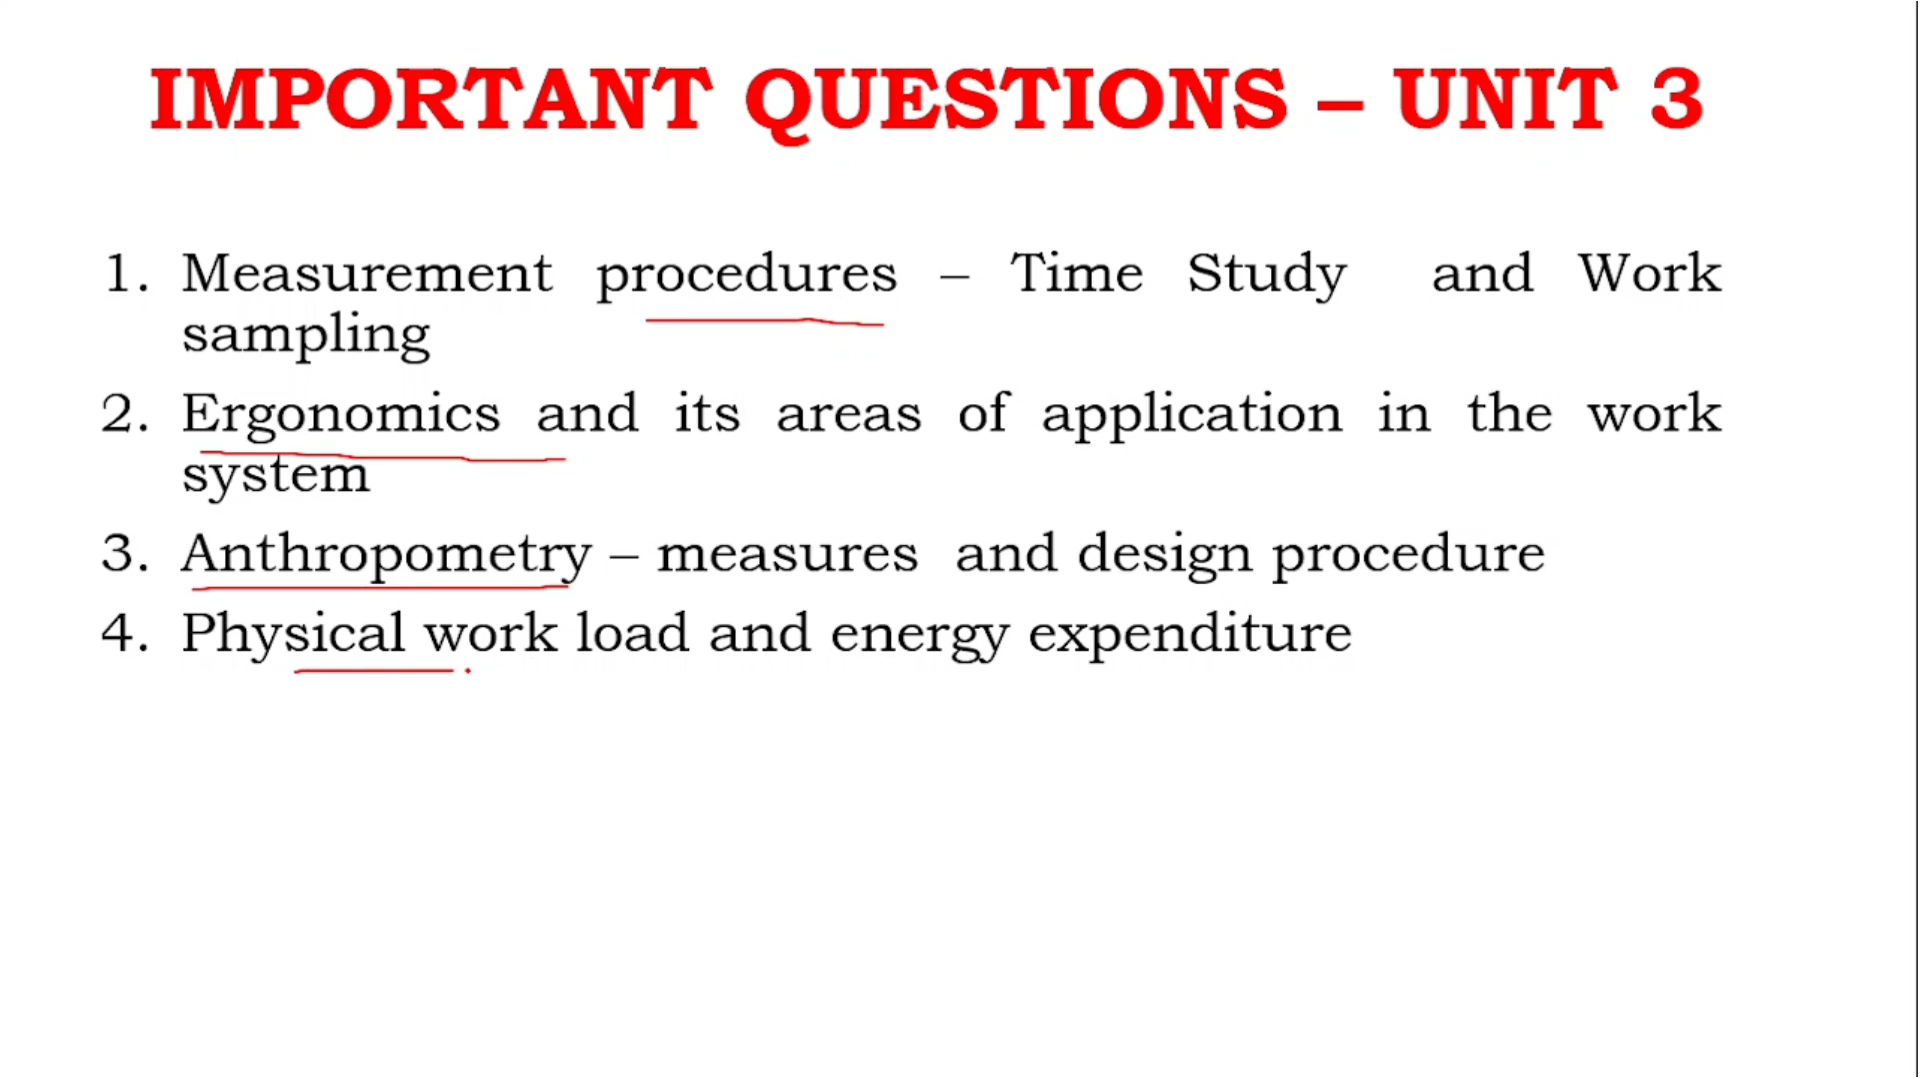 IMPORTANT QUESTIONS – UNIT 3
1. Measurement procedures – Time Study and Work
sampling
2. Ergonomics and its areas of application in the work
system
3. Anthropometry – measures and design procedure
4. Physical work load and energy expenditure